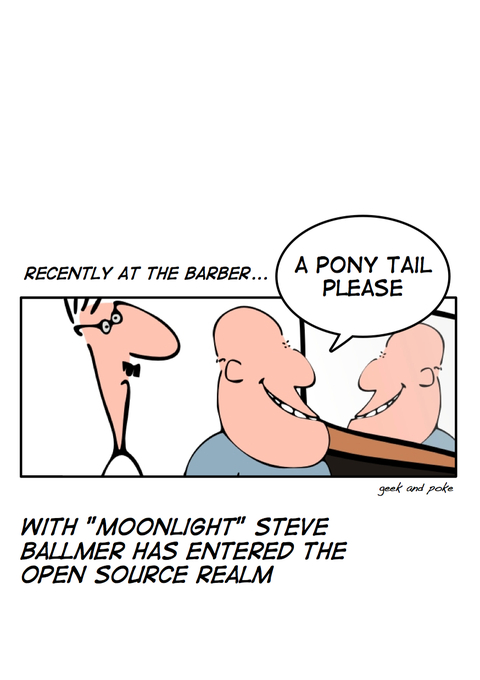 RECENTLY AT THE BARBER...
A PONY TAIL
PLEASE
geek and poke
WITH "MOONLIGHT" STEVE
BALLMER HAS ENTERED THE
OPEN SOURCE REALM